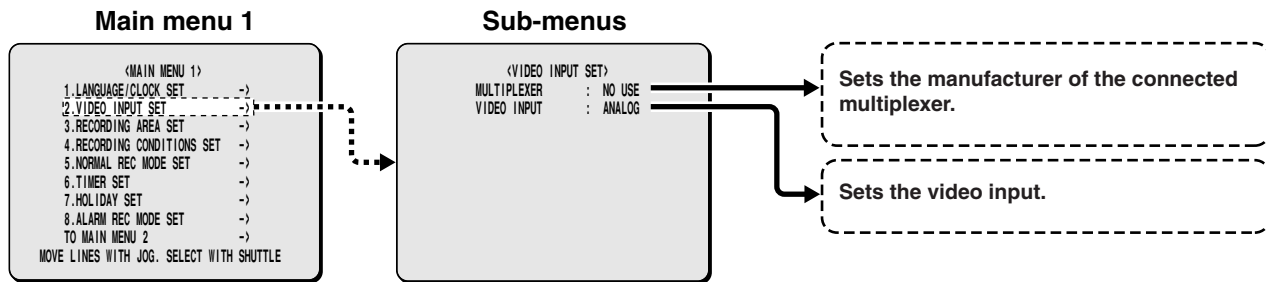 Main menu 1
<MAIN MENU 1>
1.LANGUAGE/CLOCK SET ->
2.VIDEO INPUT SET ->
3.RECORDING AREA SET ->
4.RECORDING CONDITIONS SET ->
5.NORMAL REC MODE SET ->
6.TIMER SET ->
7.HOLIDAY SET ->
8.ALARM REC MODE SET ->
TO MAIN MENU 2 ->
MOVE LINES WITH JOG. SELECT WITH SHUTTLE
Sub-menus
<VIDEO INPUT SET>
MULTIPLEXER : NO USE
VIDEO INPUT : ANALOG
Sets the manufacturer of the connected
multiplexer.
Sets the video input.